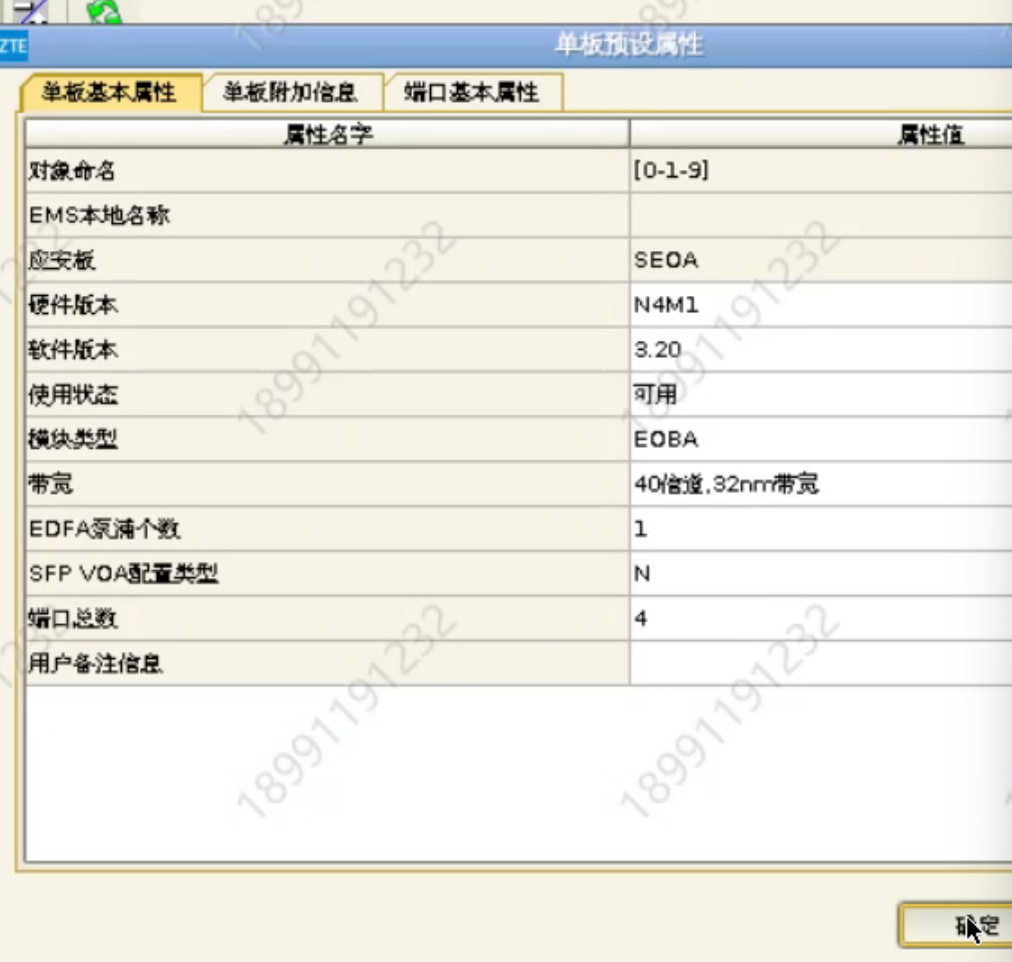 ZTE
单板预设属性
单板基本属性 单板附加信息 端口基本属性
属性名字 属性值
对象命名 [0-1-9]
EMS本地名称
应安板 SEOA
硬件版本 N4M1
软件版本 3.20
使用状态 可用
模块类型 EOBA
带宽 40信道,32nm带宽
EDFA泵浦个数 1
SFP VOA配置类型 N
端口总数 4
用户备注信息
确定
18991191232
18991191232
18991191232
18991191232